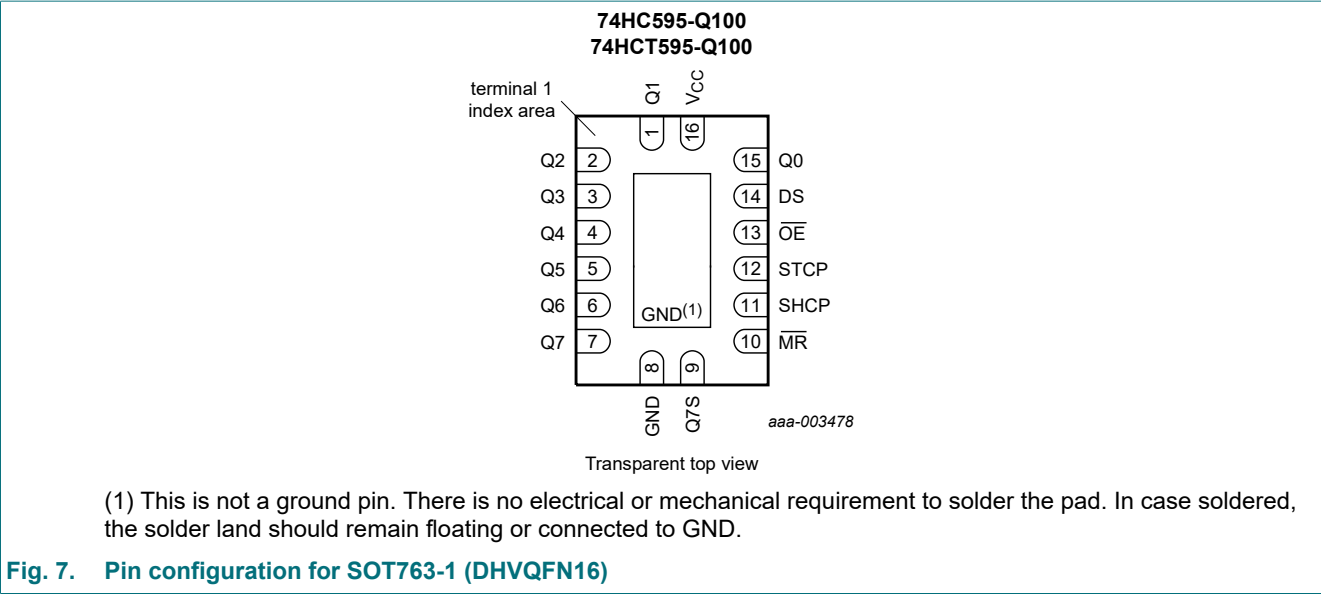 74HC595-Q100
74HCT595-Q100
terminal 1
index area
Q1
VCC
1
16
Q2
2
15
Q0
Q3
3
14
DS
Q4
4
13
O̅E̅
Q5
5
12
STCP
Q6
6
11
SHCP
GND(1)
Q7
7
10
M̅R̅
8
9
GND
Q7S
aaa-003478
Transparent top view
(1) This is not a ground pin. There is no electrical or mechanical requirement to solder the pad. In case soldered,
the solder land should remain floating or connected to GND.
Fig. 7. Pin configuration for SOT763-1 (DHVQFN16)